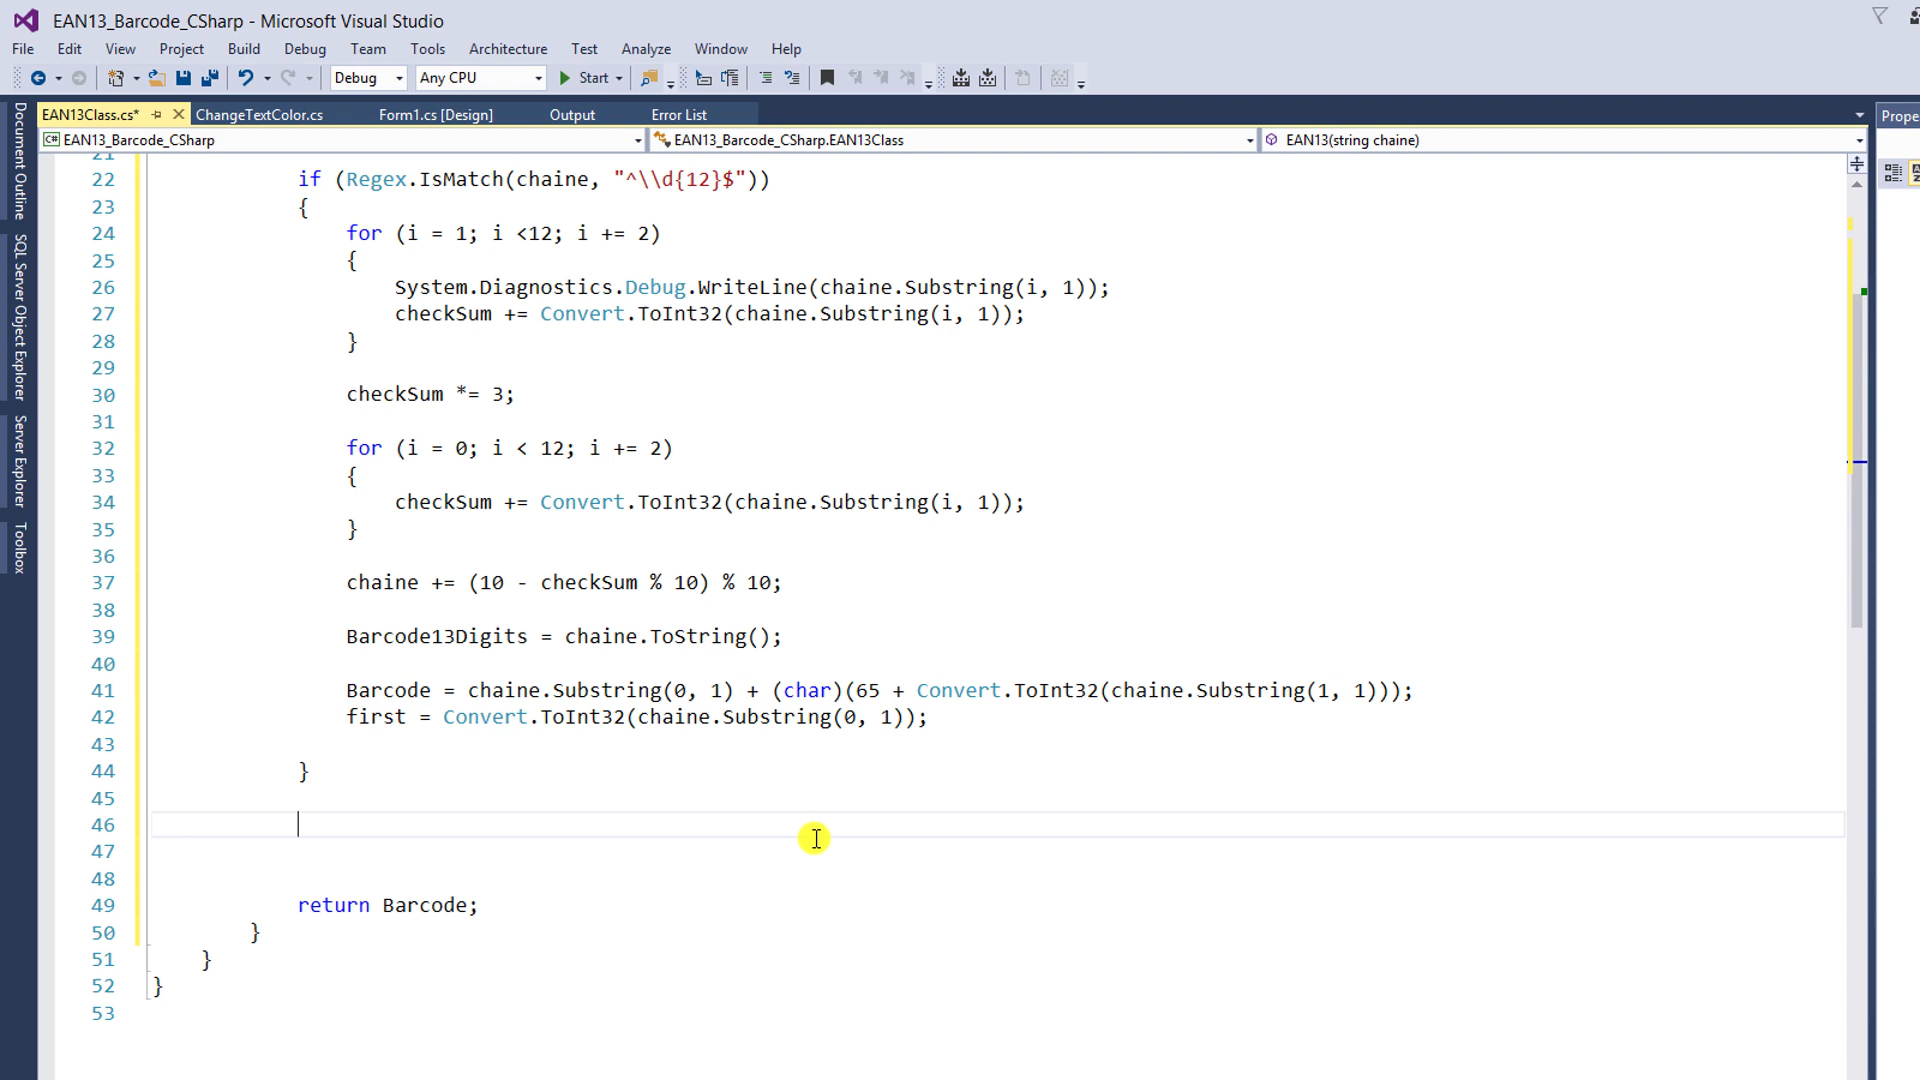 EAN13_Barcode_CSharp - Microsoft Visual Studio
File Edit View Project Build Debug Team Tools Architecture Test Analyze Window Help
Debug Any CPU Start
EAN13Class.cs* ChangeTextColor.cs Form1.cs [Design] Output Error List
Prope
C# EAN13_Barcode_CSharp EAN13_Barcode_CSharp.EAN13Class EAN13(string chaine)
Document Outline
SQL Server Object Explorer
Server Explorer
Toolbox
21
22 if (Regex.IsMatch(chaine, "^\\d{12}$"))
23 {
24 for (i = 1; i <12; i += 2)
25 {
26 System.Diagnostics.Debug.WriteLine(chaine.Substring(i, 1));
27 checkSum += Convert.ToInt32(chaine.Substring(i, 1));
28 }
29
30 checkSum *= 3;
31
32 for (i = 0; i < 12; i += 2)
33 {
34 checkSum += Convert.ToInt32(chaine.Substring(i, 1));
35 }
36
37 chaine += (10 - checkSum % 10) % 10;
38
39 Barcode13Digits = chaine.ToString();
40
41 Barcode = chaine.Substring(0, 1) + (char)(65 + Convert.ToInt32(chaine.Substring(1, 1)));
42 first = Convert.ToInt32(chaine.Substring(0, 1));
43
44 }
45
46
47
48
49 return Barcode;
50 }
51 }
52 }
53